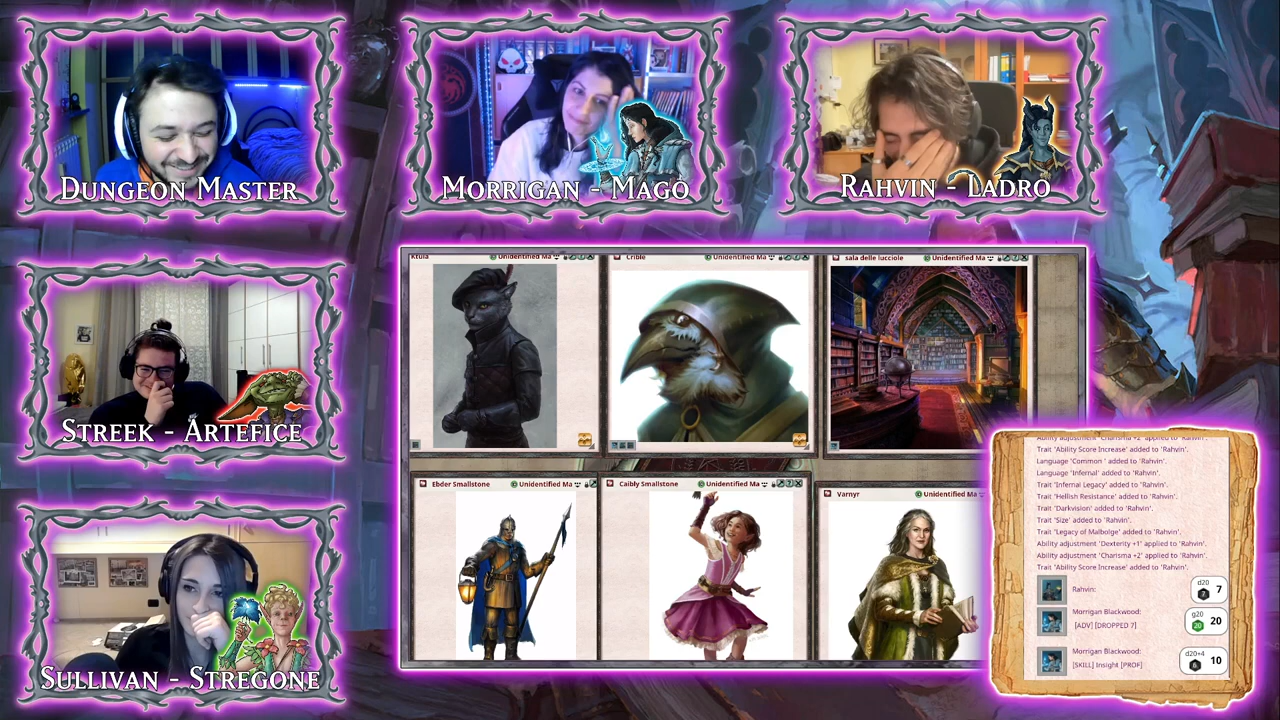 DUNGEON MASTER
MORRIGAN - MAGO
RAHVIN - LADRO
STREEK - ARTEFICE
SULLIVAN - STREGONE
Ktula
Unidentified Ma
Crible
Unidentified Ma
sala delle lucciole
Unidentified Ma
Ebder Smallstone
Unidentified Ma
Caibly Smallstone
Unidentified Ma
Varnyr
Unidentified Ma
Ability adjustment 'Charisma +2' applied to 'Rahvin'.
Trait 'Ability Score Increase' added to 'Rahvin'.
Language 'Common ' added to 'Rahvin'.
Language 'Infernal' added to 'Rahvin'.
Trait 'Infernal Legacy' added to 'Rahvin'.
Trait 'Hellish Resistance' added to 'Rahvin'.
Trait 'Darkvision' added to 'Rahvin'.
Trait 'Size' added to 'Rahvin'.
Trait 'Legacy of Malbolge' added to 'Rahvin'.
Ability adjustment 'Dexterity +1' applied to 'Rahvin'.
Ability adjustment 'Charisma +2' applied to 'Rahvin'.
Trait 'Ability Score Increase' added to 'Rahvin'.
Rahvin:
d20
7
7
Morrigan Blackwood:
[ADV] [DROPPED 7]
g20
20
20
Morrigan Blackwood:
[SKILL] Insight [PROF]
d20+4
6
10